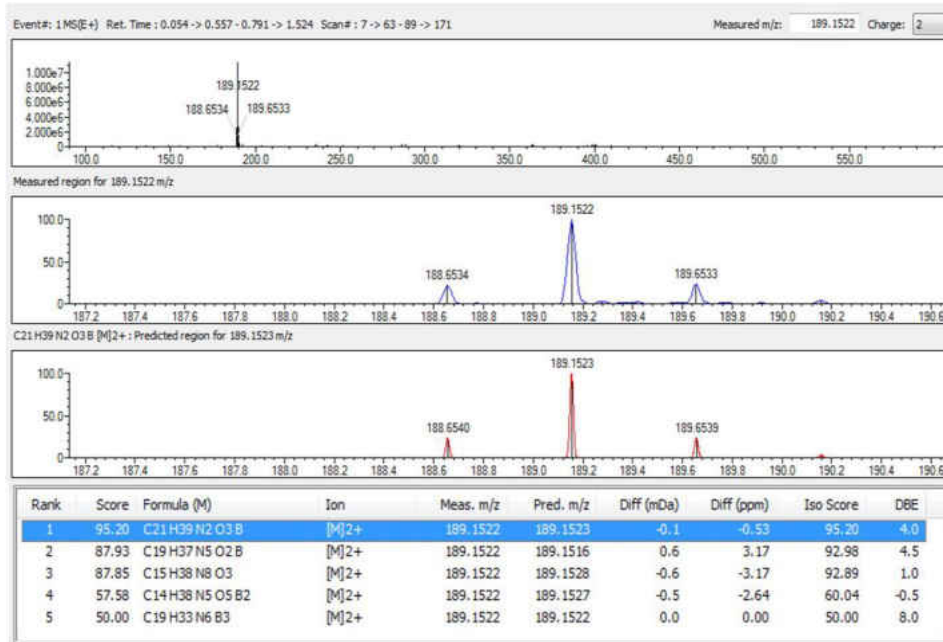 Event#: 1 MS(E+) Ret. Time : 0.054 -> 0.557 - 0.791 -> 1.524 Scan# : 7 -> 63 - 89 -> 171 Measured m/z: 189.1522 Charge: 2
1.000e7
8.000e6
6.000e6
4.000e6
2.000e6
0
189.1522
188.6534 189.6533
100.0 150.0 200.0 250.0 300.0 350.0 400.0 450.0 500.0 550.0
Measured region for 189.1522 m/z
100.0
50.0
0
189.1522
188.6534 189.6533
187.2 187.4 187.6 187.8 188.0 188.2 188.4 188.6 188.8 189.0 189.2 189.4 189.6 189.8 190.0 190.2 190.4 190.6
C21 H39 N2 O3 B [M]2+ : Predicted region for 189.1523 m/z
100.0
50.0
0
189.1523
188.6540 189.6539
187.2 187.4 187.6 187.8 188.0 188.2 188.4 188.6 188.8 189.0 189.2 189.4 189.6 189.8 190.0 190.2 190.4 190.6
Rank Score Formula (M) Ion Meas. m/z Pred. m/z Diff (mDa) Diff (ppm) Iso Score DBE
1 95.20 C21 H39 N2 O3 B [M]2+ 189.1522 189.1523 -0.1 -0.53 95.20 4.0
2 87.93 C19 H37 N5 O2 B [M]2+ 189.1522 189.1516 0.6 3.17 92.98 4.5
3 87.85 C15 H38 N8 O3 [M]2+ 189.1522 189.1528 -0.6 -3.17 92.89 1.0
4 57.58 C14 H38 N5 O5 B2 [M]2+ 189.1522 189.1527 -0.5 -2.64 60.04 -0.5
5 50.00 C19 H33 N6 B3 [M]2+ 189.1522 189.1522 0.0 0.00 50.00 8.0